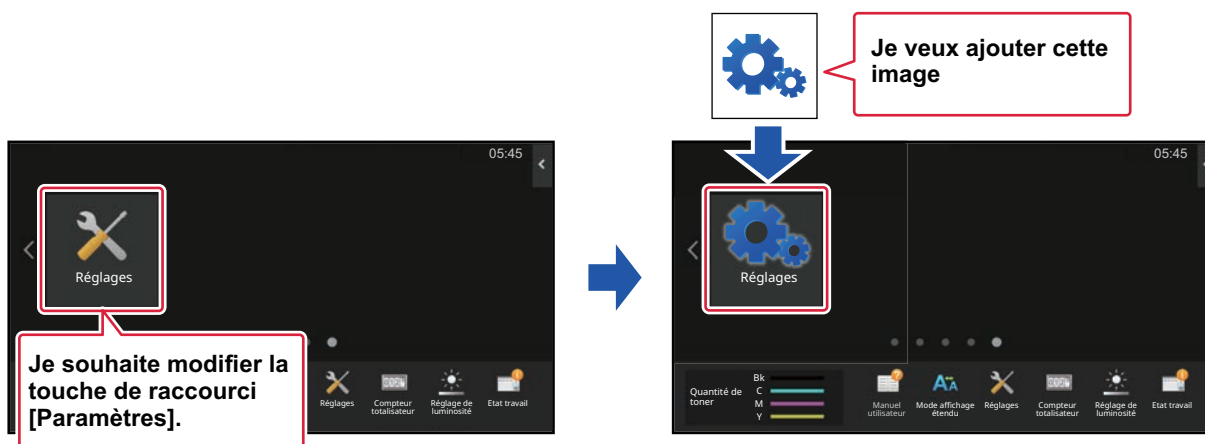 Je veux ajouter cette
image
05:45
Réglages
Je souhaite modifier la
touche de raccourci
[Paramètres].
Réglages
Compteur
totalisateur
Réglage de
luminosité
Etat travail
05:45
Réglages
Quantité de
toner
Bk
C
M
Y
Manuel
utilisateur
Mode affichage
étendu
Réglages
Compteur
totalisateur
Réglage de
luminosité
Etat travail